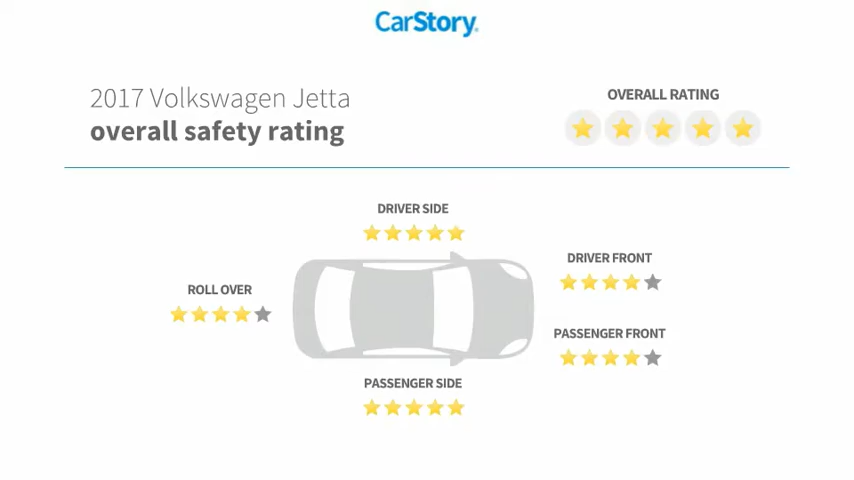 CarStory.
2017 Volkswagen Jetta
overall safety rating
OVERALL RATING
DRIVER SIDE
DRIVER FRONT
ROLL OVER
PASSENGER FRONT
PASSENGER SIDE